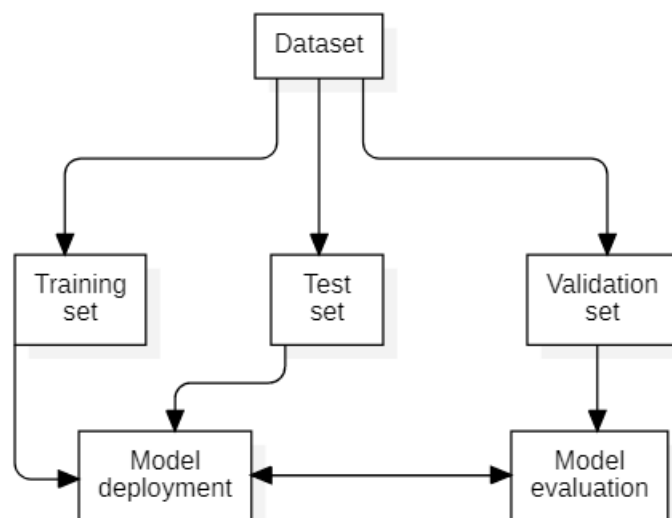 Dataset
Training
set
Test
set
Validation
set
Model
deployment
Model
evaluation